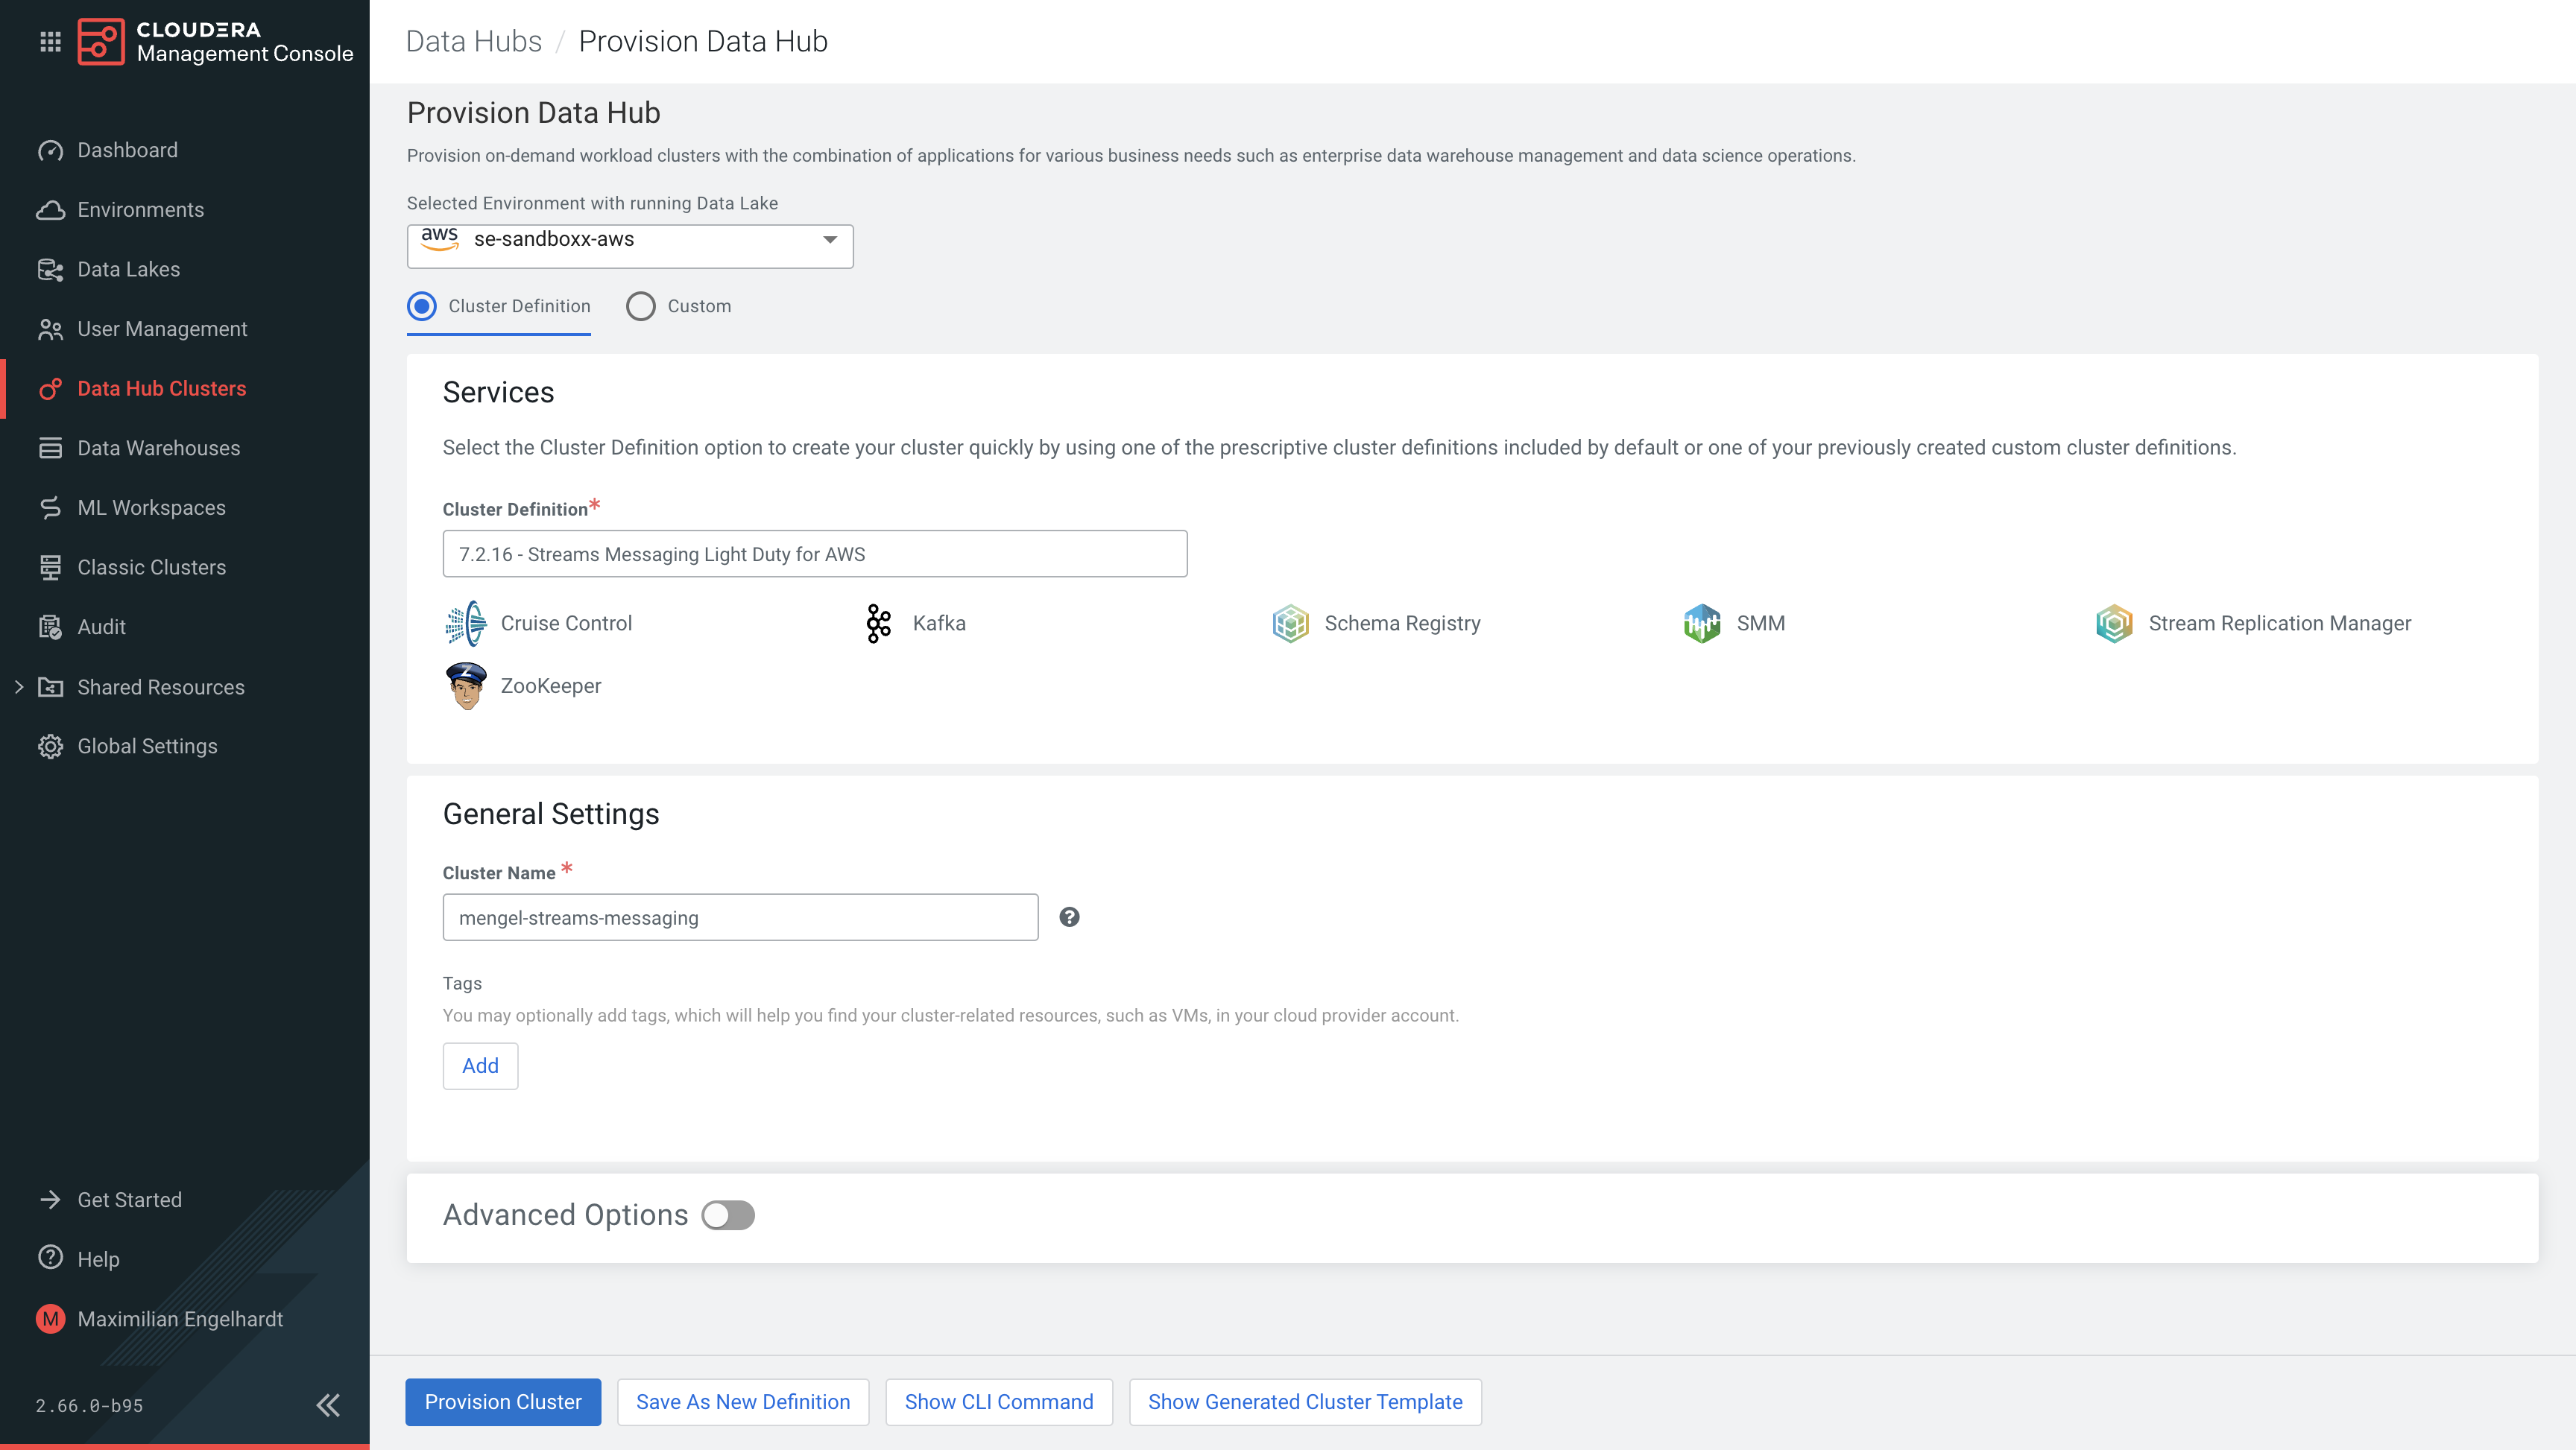 CLOUDERA
Management Console
Dashboard
Environments
Data Lakes
User Management
Data Hub Clusters
Data Warehouses
ML Workspaces
Classic Clusters
Audit
Shared Resources
Global Settings
Get Started
Help
M Maximilian Engelhardt
2.66.0-b95
Data Hubs / Provision Data Hub
Provision Data Hub
Provision on-demand workload clusters with the combination of applications for various business needs such as enterprise data warehouse management and data science operations.
Selected Environment with running Data Lake
aws se-sandboxx-aws
Cluster Definition Custom
Services
Select the Cluster Definition option to create your cluster quickly by using one of the prescriptive cluster definitions included by default or one of your previously created custom cluster definitions.
Cluster Definition*
7.2.16 - Streams Messaging Light Duty for AWS
Cruise Control Kafka Schema Registry SMM Stream Replication Manager
Z ZooKeeper
General Settings
Cluster Name *
mengel-streams-messaging ?
Tags
You may optionally add tags, which will help you find your cluster-related resources, such as VMs, in your cloud provider account.
Add
Advanced Options
Provision Cluster Save As New Definition Show CLI Command Show Generated Cluster Template